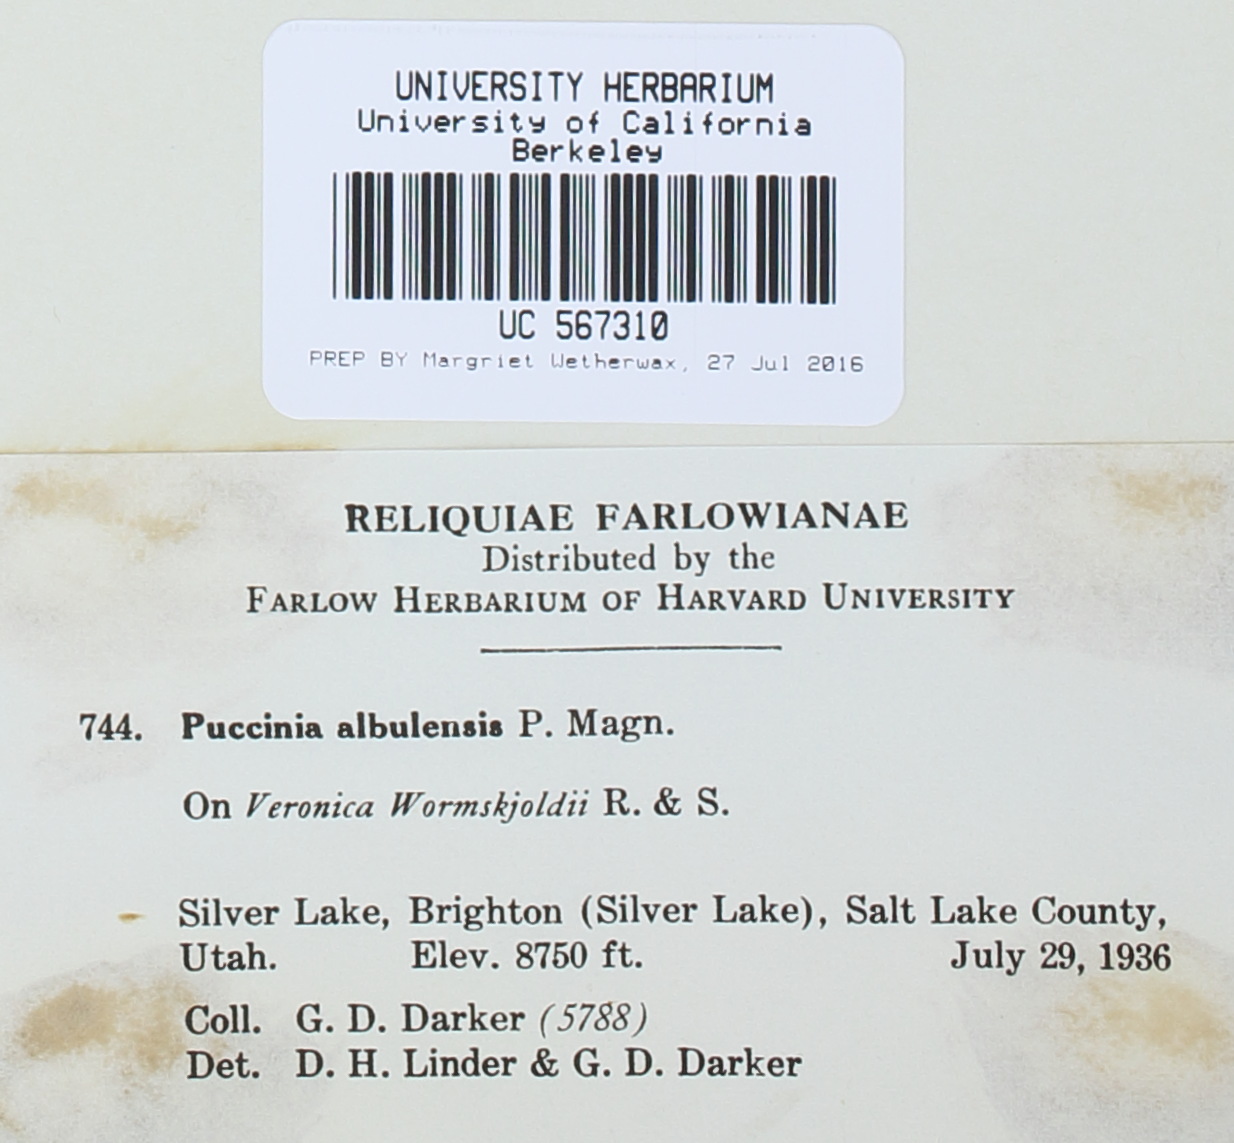 UNIVERSITY HERBARIUM
University of California
Berkeley
UC 567310
PREP BY Margriet Wetherwax, 27 Jul 2016
RELIQUIAE FARLOWIANAE
Distributed by the
FARLOW HERBARIUM OF HARVARD UNIVERSITY
744. Puccinia albulensis P. Magn.
On Veronica Wormskjoldii R. & S.
Silver Lake, Brighton (Silver Lake), Salt Lake County,
Utah. Elev. 8750 ft. July 29, 1936
Coll. G. D. Darker (5788)
Det. D. H. Linder & G. D. Darker